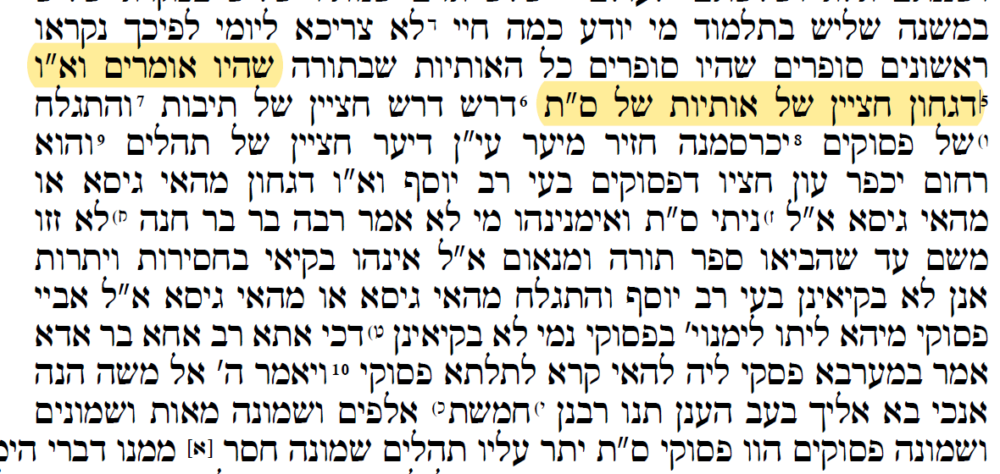 במשנה שליש בתלמוד מי יודע כמה חיי ד לא צריכא ליומי לפיכך נקראו
ראשונים סופרים שהיו סופרים כל האותיות שבתורה שהיו אומרים וא"ו
5 דגחון חציין של אותיות של ס"ת 6 דרש דרש חציין של תיבות 7 והתגלח
ו) של פסוקים 8 יכרסמנה חזיר מיער עי"ן דיער חציין של תהלים 9 והוא
רחום יכפר עון חציו דפסוקים בעי רב יוסף וא"ו דגחון מהאי גיסא או
מהאי גיסא א"ל ז) ניתי ס"ת ואימנינהו מי לא אמר רבה בר בר חנה ח) לא זזו
משם עד שהביאו ספר תורה ומנאום א"ל אינהו בקיאי בחסירות ויתרות
אנן לא בקיאינן בעי רב יוסף והתגלח מהאי גיסא או מהאי גיסא א"ל אביי
פסוקי מיהא ליתו לימנוי' בפסוקי נמי לא בקיאינן ט) דכי אתא רב אחא בר אדא
אמר במערבא פסקי ליה להאי קרא לתלתא פסוקי 10 ויאמר ה' אל משה הנה
אנכי בא אליך בעב הענן תנו רבנן י) חמשת כ) אלפים ושמונה מאות ושמונים
ושמונה פסוקים הוו פסוקי ס"ת יתר עליו תהלים שמונה חסר [א] ממנו דברי הימ